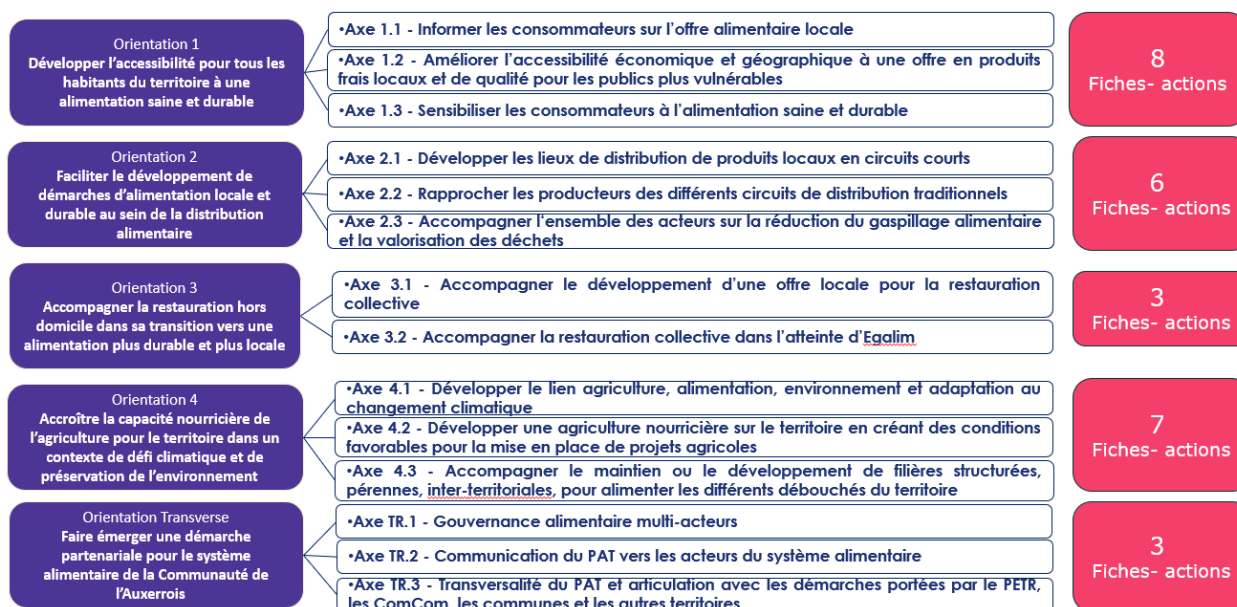 Orientation 1
Développer l'accessibilité pour tous les
habitants du territoire à une
alimentation saine et durable
•Axe 1.1 - Informer les consommateurs sur l'offre alimentaire locale
•Axe 1.2 - Améliorer l'accessibilité économique et géographique à une offre en produits
frais locaux et de qualité pour les publics plus vulnérables
•Axe 1.3 - Sensibiliser les consommateurs à l'alimentation saine et durable
8
Fiches- actions
Orientation 2
Faciliter le développement de
démarches d'alimentation locale et
durable au sein de la distribution
alimentaire
•Axe 2.1 - Développer les lieux de distribution de produits locaux en circuits courts
•Axe 2.2 - Rapprocher les producteurs des différents circuits de distribution traditionnels
•Axe 2.3 - Accompagner l'ensemble des acteurs sur la réduction du gaspillage alimentaire
et la valorisation des déchets
6
Fiches- actions
Orientation 3
Accompagner la restauration hors
domicile dans sa transition vers une
alimentation plus durable et plus locale
•Axe 3.1 - Accompagner le développement d'une offre locale pour la restauration
collective
•Axe 3.2 - Accompagner la restauration collective dans l'atteinte d'Egalim
3
Fiches- actions
Orientation 4
Accroître la capacité nourricière de
l'agriculture pour le territoire dans un
contexte de défi climatique et de
préservation de l'environnement
•Axe 4.1 - Développer le lien agriculture, alimentation, environnement et adaptation au
changement climatique
•Axe 4.2 - Développer une agriculture nourricière sur le territoire en créant des conditions
favorables pour la mise en place de projets agricoles
•Axe 4.3 - Accompagner le maintien ou le développement de filières structurées,
pérennes, inter-territoriales, pour alimenter les différents débouchés du territoire
7
Fiches- actions
Orientation Transverse
Faire émerger une démarche
partenariale pour le système
alimentaire de la Communauté de
l'Auxerrois
•Axe TR.1 - Gouvernance alimentaire multi-acteurs
•Axe TR.2 - Communication du PAT vers les acteurs du système alimentaire
•Axe TR.3 - Transversalité du PAT et articulation avec les démarches portées par le PETR,
les ComCom, les communes et les autres territoires
3
Fiches- actions